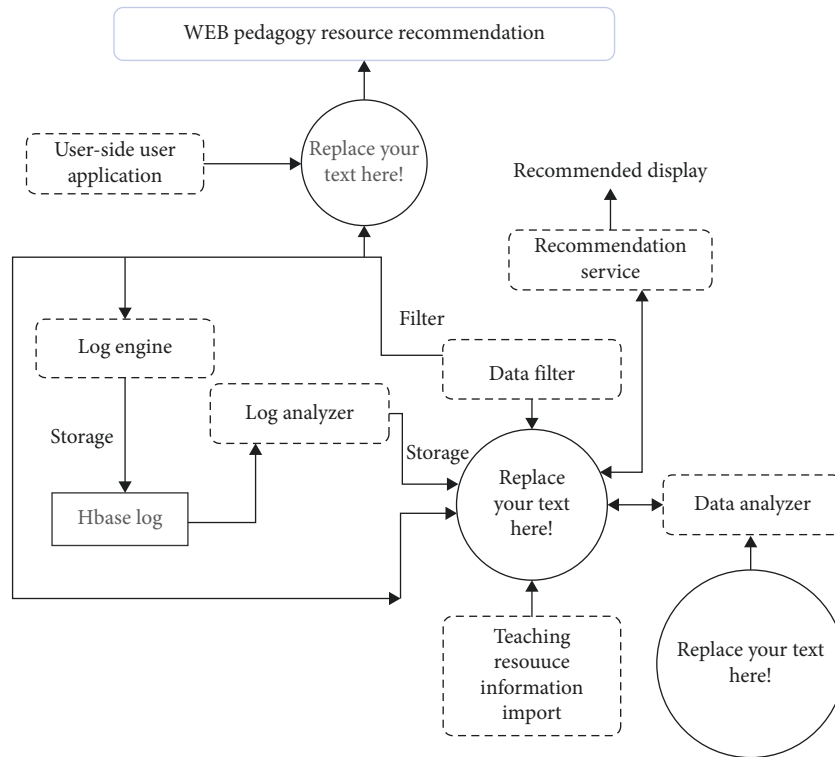 WEB pedagogy resource recommendation
User-side user
application
Replace your
text here!
Recommended display
Recommendation
service
Filter
Log engine
Data filter
Log analyzer
Storage
Storage
Hbase log
Replace
your text
here!
Data analyzer
Teaching
resouuce
information
import
Replace your text
here!